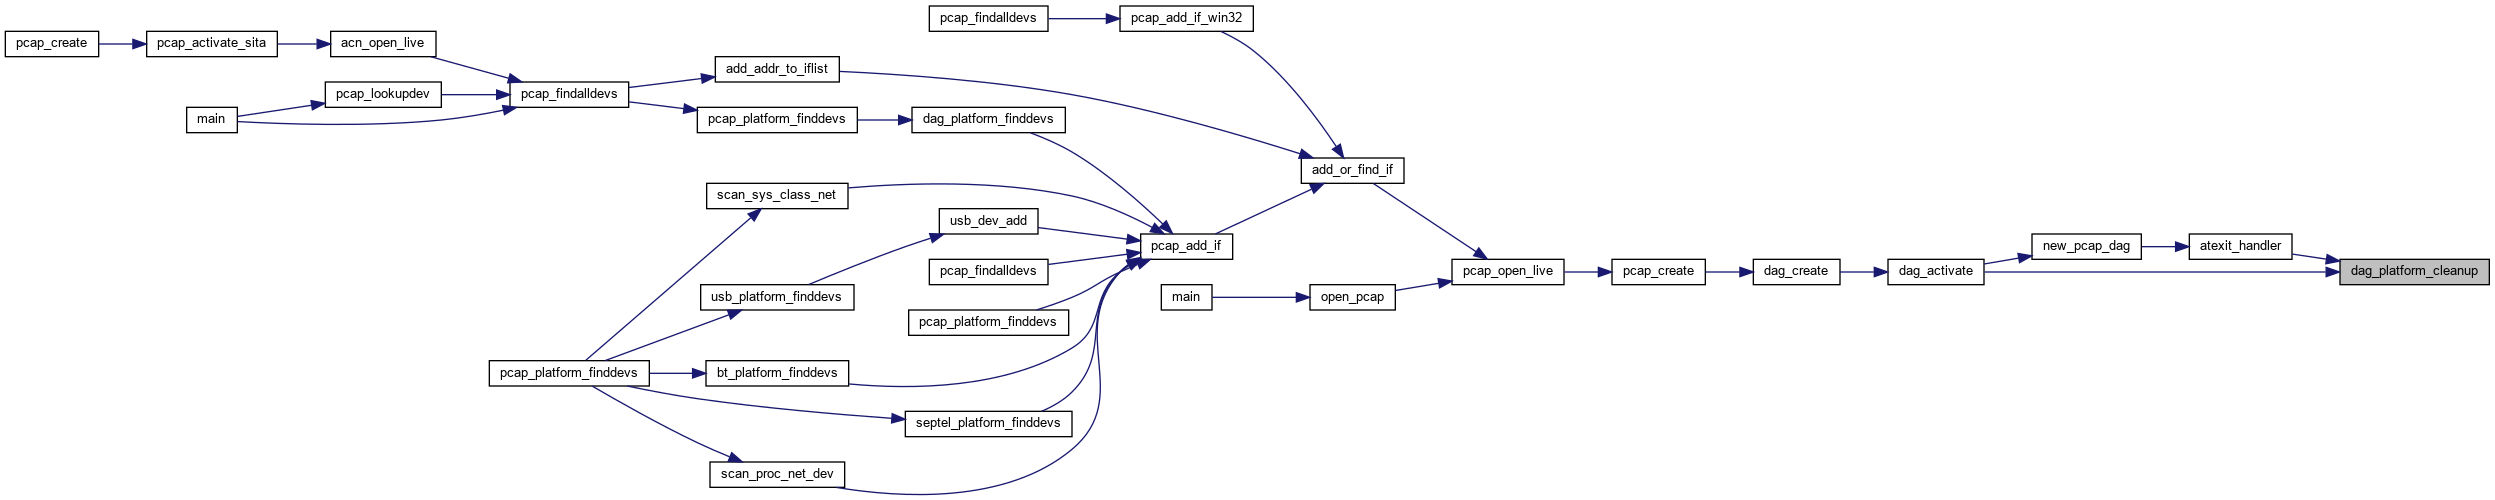 pcap_findalldevs
pcap_add_if_win32
pcap_create
pcap_activate_sita
acn_open_live
add_addr_to_iflist
pcap_lookupdev
pcap_findalldevs
main
pcap_platform_finddevs
dag_platform_finddevs
add_or_find_if
scan_sys_class_net
usb_dev_add
pcap_add_if
new_pcap_dag
atexit_handler
pcap_findalldevs
pcap_open_live
pcap_create
dag_create
dag_activate
dag_platform_cleanup
usb_platform_finddevs
main
open_pcap
pcap_platform_finddevs
pcap_platform_finddevs
bt_platform_finddevs
septel_platform_finddevs
scan_proc_net_dev